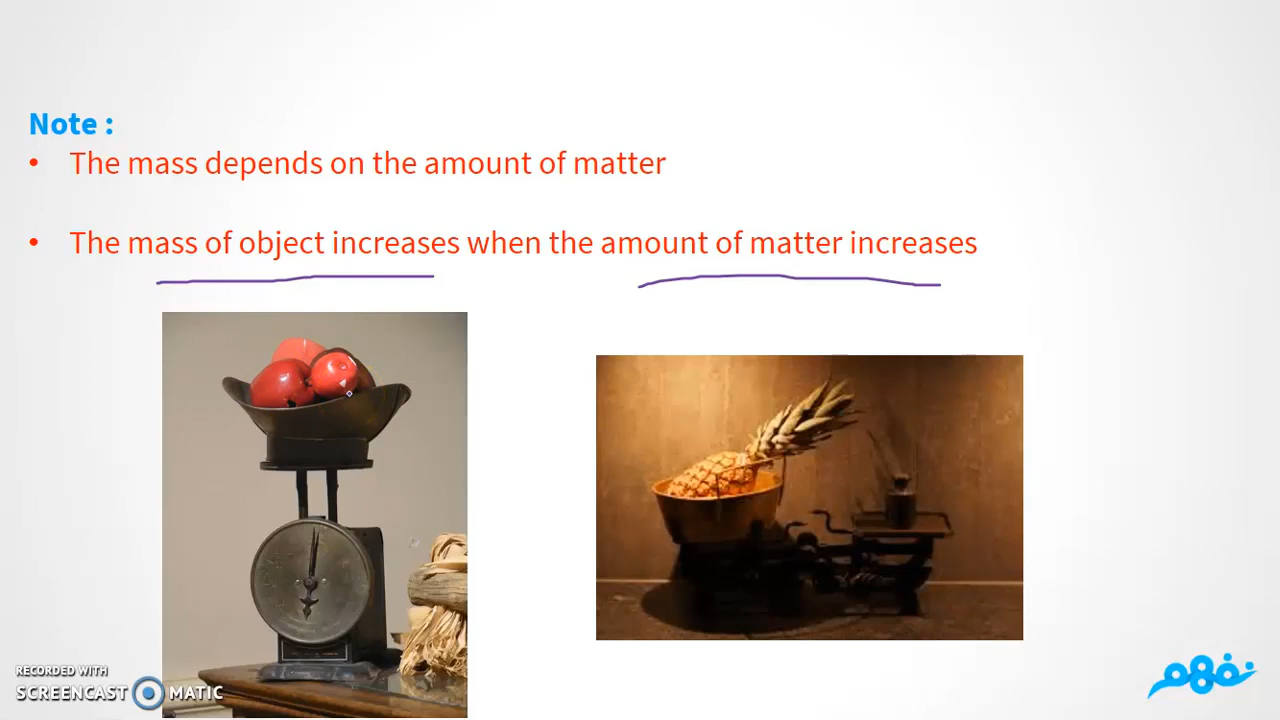 Note :
• The mass depends on the amount of matter
• The mass of object increases when the amount of matter increases
RECORDED WITH
SCREENCAST MATIC
نفهم